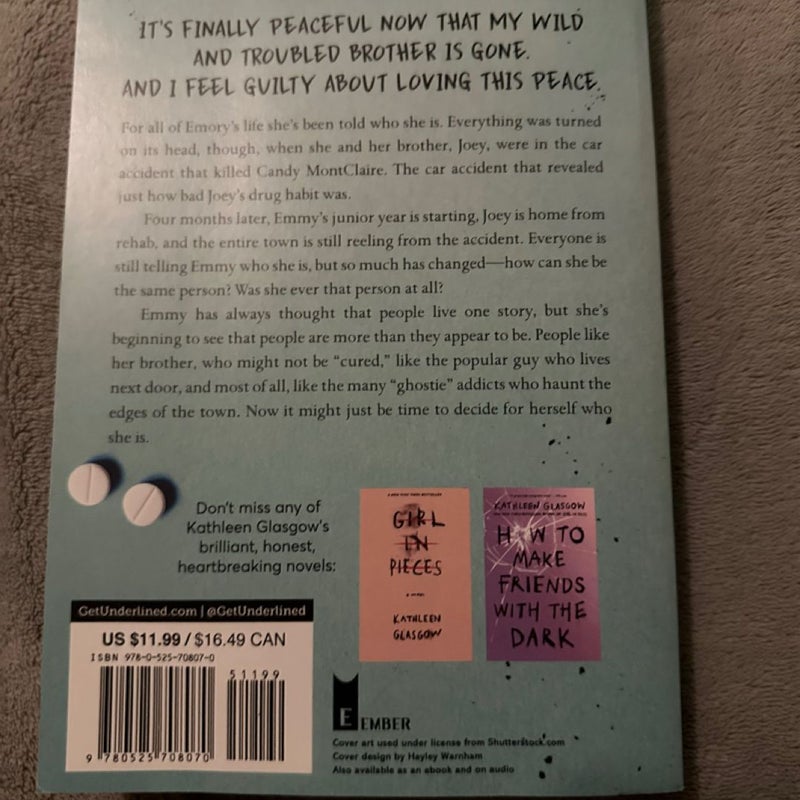 IT'S FINALLY PEACEFUL NOW THAT MY WILD
AND TROUBLED BROTHER IS GONE.
AND I FEEL GUILTY ABOUT LOVING THIS PEACE.
For all of Emory's life she's been told who she is. Everything was turned
on its head, though, when she and her brother, Joey, were in the car
accident that killed Candy MontClaire. The car accident that revealed
just how bad Joey's drug habit was.
Four months later, Emmy's junior year is starting, Joey is home from
rehab, and the entire town is still reeling from the accident. Everyone is
still telling Emmy who she is, but so much has changed—how can she be
the same person? Was she ever that person at all?
Emmy has always thought that people live one story, but she's
beginning to see that people are more than they appear to be. People like
her brother, who might not be “cured,” like the popular guy who lives
next door, and most of all, like the many “ghostie” addicts who haunt the
edges of the town. Now it might just be time to decide for herself who
she is.
Don't miss any of
Kathleen Glasgow's
brilliant, honest,
heartbreaking novels:
GIRL
IN
PIECES
KATHLEEN
GLASGOW
KATHLEEN GLASGOW
HOW TO
MAKE
FRIENDS
WITH THE
DARK
GetUnderlined.com | @GetUnderlined
US $11.99 / $16.49 CAN
ISBN 978-0-525-70807-0
51199
9 780525 708070
E EMBER
Cover art used under license from Shutterstock.com
Cover design by Hayley Warnham
Also available as an ebook and on audio